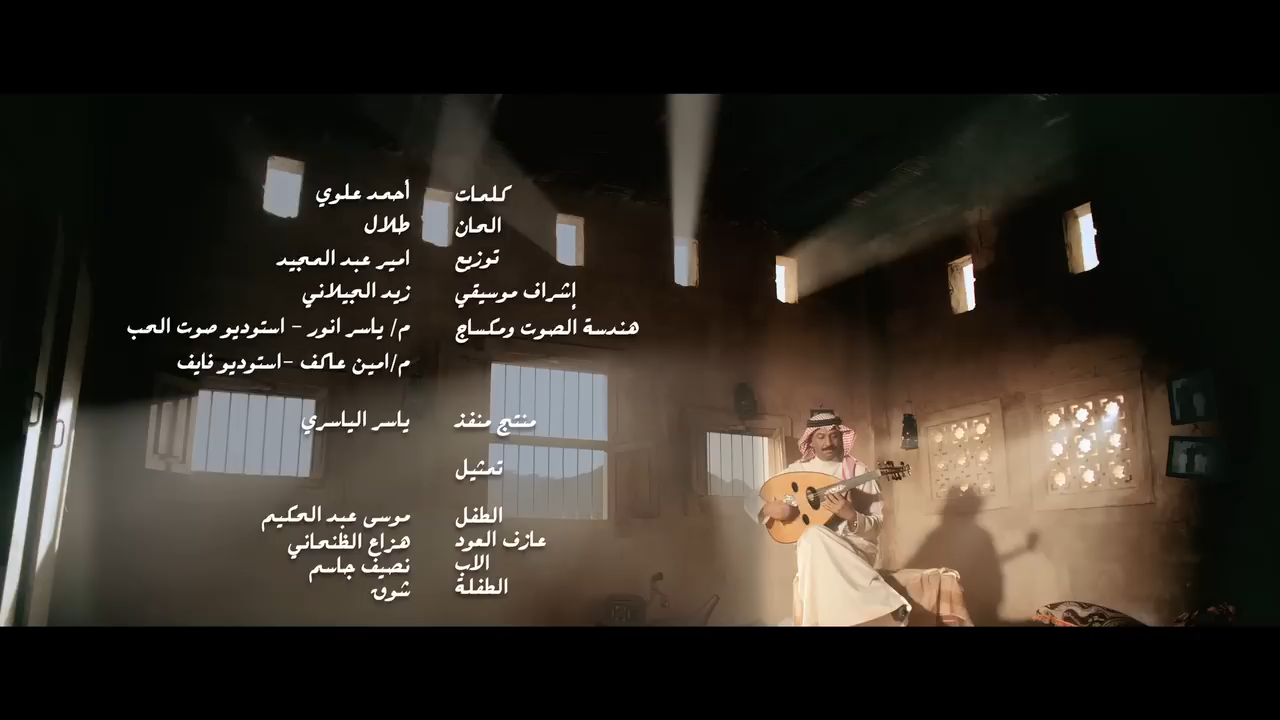 كلمات أحمد علوي
الحان طلال
توزيع امير عبد المجيد
إشراف موسيقي زيد الجيلاني
هندسة الصوت ومكساج م/ ياسر انور - استوديو صوت الحب
م/امين عاكف -استوديو فايف
منتج منفذ ياسر الياسري
تمثيل
الطفل موسى عبد الحكيم
عازف العود هزاع الظنحاني
الاب نصيف جاسم
الطفلة شوق